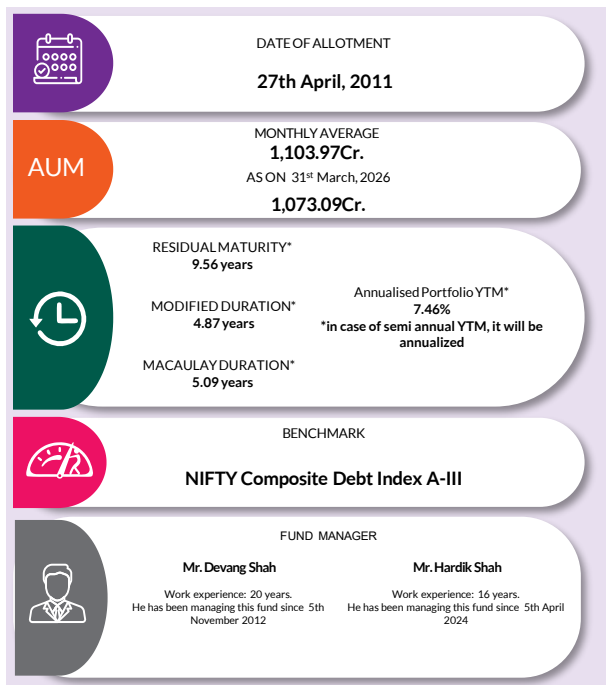 DATE OF ALLOTMENT
27th April, 2011
AUM
MONTHLY AVERAGE
1,103.97Cr.
AS ON 31st March, 2026
1,073.09Cr.
RESIDUAL MATURITY*
9.56 years
MODIFIED DURATION*
4.87 years
MACAULAY DURATION*
5.09 years
Annualised Portfolio YTM*
7.46%
*in case of semi annual YTM, it will be
annualized
BENCHMARK
NIFTY Composite Debt Index A-III
FUND MANAGER
Mr. Devang Shah
Work experience: 20 years.
He has been managing this fund since 5th
November 2012
Mr. Hardik Shah
Work experience: 16 years.
He has been managing this fund since 5th April
2024